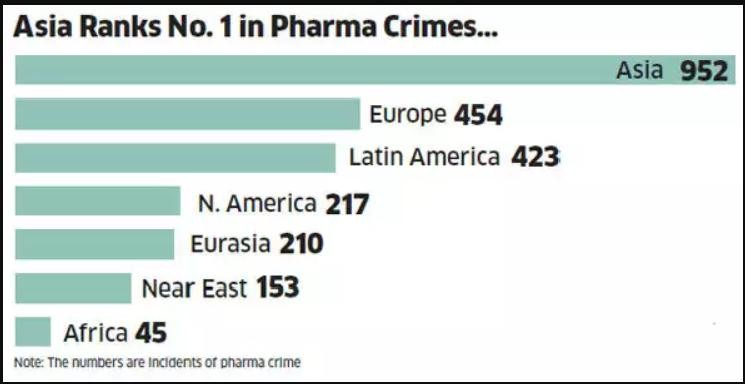 Asia Ranks No. 1 in Pharma Crimes...
Asia 952
Europe 454
Latin America 423
N. America 217
Eurasia 210
Near East 153
Africa 45
Note: The numbers are incidents of pharma crime